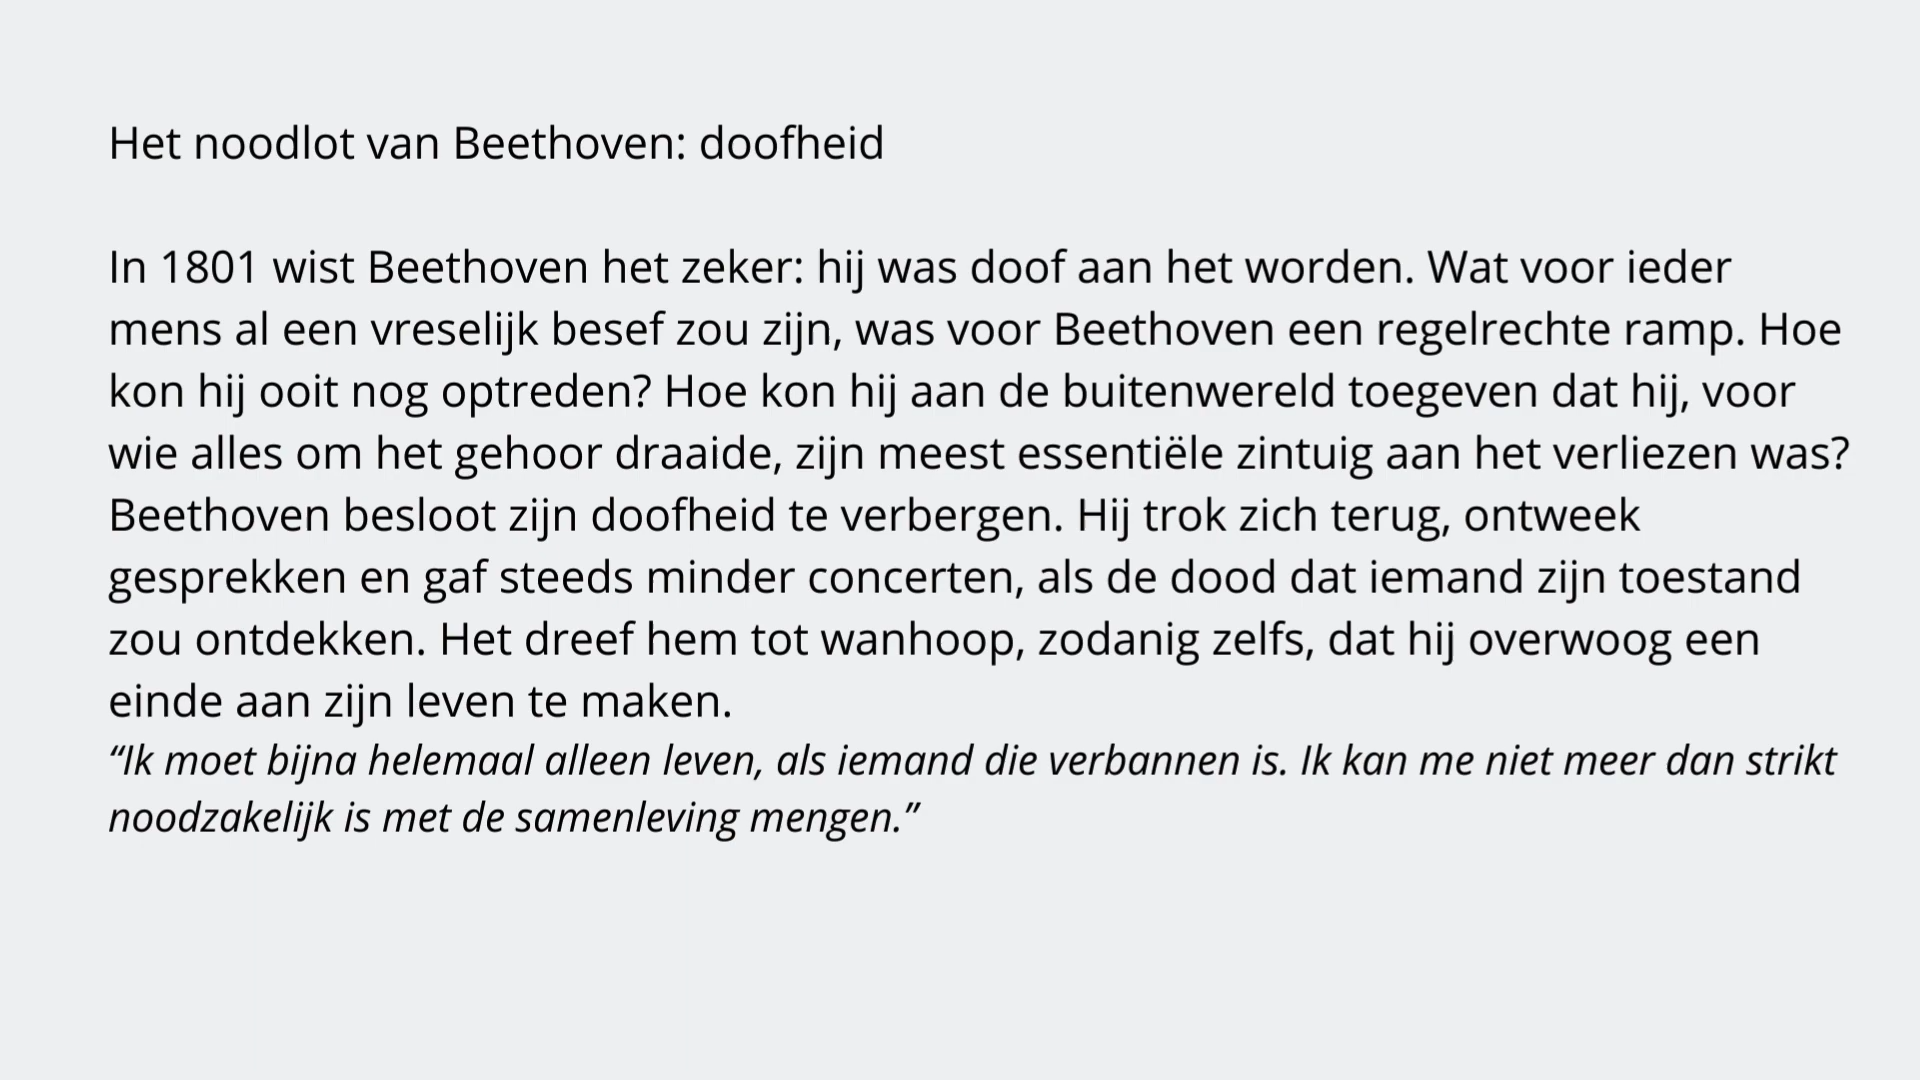 Het noodlot van Beethoven: doofheid
In 1801 wist Beethoven het zeker: hij was doof aan het worden. Wat voor ieder
mens al een vreselijk besef zou zijn, was voor Beethoven een regelrechte ramp. Hoe
kon hij ooit nog optreden? Hoe kon hij aan de buitenwereld toegeven dat hij, voor
wie alles om het gehoor draaide, zijn meest essentiële zintuig aan het verliezen was?
Beethoven besloot zijn doofheid te verbergen. Hij trok zich terug, ontweek
gesprekken en gaf steeds minder concerten, als de dood dat iemand zijn toestand
zou ontdekken. Het dreef hem tot wanhoop, zodanig zelfs, dat hij overwoog een
einde aan zijn leven te maken.
“Ik moet bijna helemaal alleen leven, als iemand die verbannen is. Ik kan me niet meer dan strikt
noodzakelijk is met de samenleving mengen.”